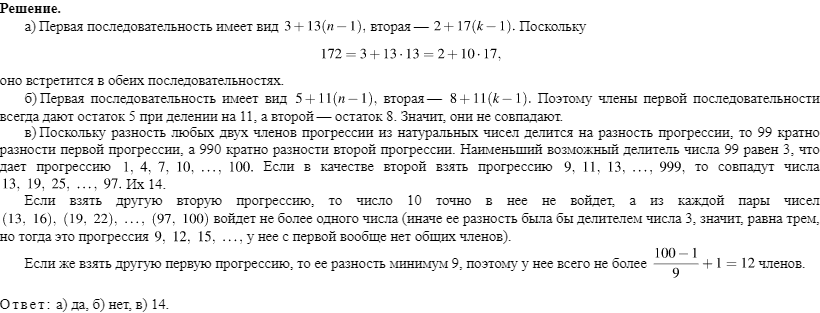 Решение.
а) Первая последовательность имеет вид 3 + 13(n − 1), вторая — 2 + 17(k − 1). Поскольку
172 = 3 + 13 · 13 = 2 + 10 · 17,
оно встретится в обеих последовательностях.
б) Первая последовательность имеет вид 5 + 11(n − 1), вторая — 8 + 11(k − 1). Поэтому члены первой последовательности
всегда дают остаток 5 при делении на 11, а второй — остаток 8. Значит, они не совпадают.
в) Поскольку разность любых двух членов прогрессии из натуральных чисел делится на разность прогрессии, то 99 кратно
разности первой прогрессии, а 990 кратно разности второй прогрессии. Наименьший возможный делитель числа 99 равен 3, что
дает прогрессию 1, 4, 7, 10, …, 100. Если в качестве второй взять прогрессию 9, 11, 13, …, 999, то совпадут числа
13, 19, 25, …, 97. Их 14.
Если взять другую вторую прогрессию, то число 10 точно в нее не войдет, а из каждой пары чисел
(13, 16), (19, 22), …, (97, 100) войдет не более одного числа (иначе ее разность была бы делителем числа 3, значит, равна трем,
но тогда это прогрессия 9, 12, 15, …, у нее с первой вообще нет общих членов).
Если же взять другую первую прогрессию, то ее разность минимум 9, поэтому у нее всего не более (100 − 1)/9 + 1 = 12 членов.
Ответ: а) да, б) нет, в) 14.